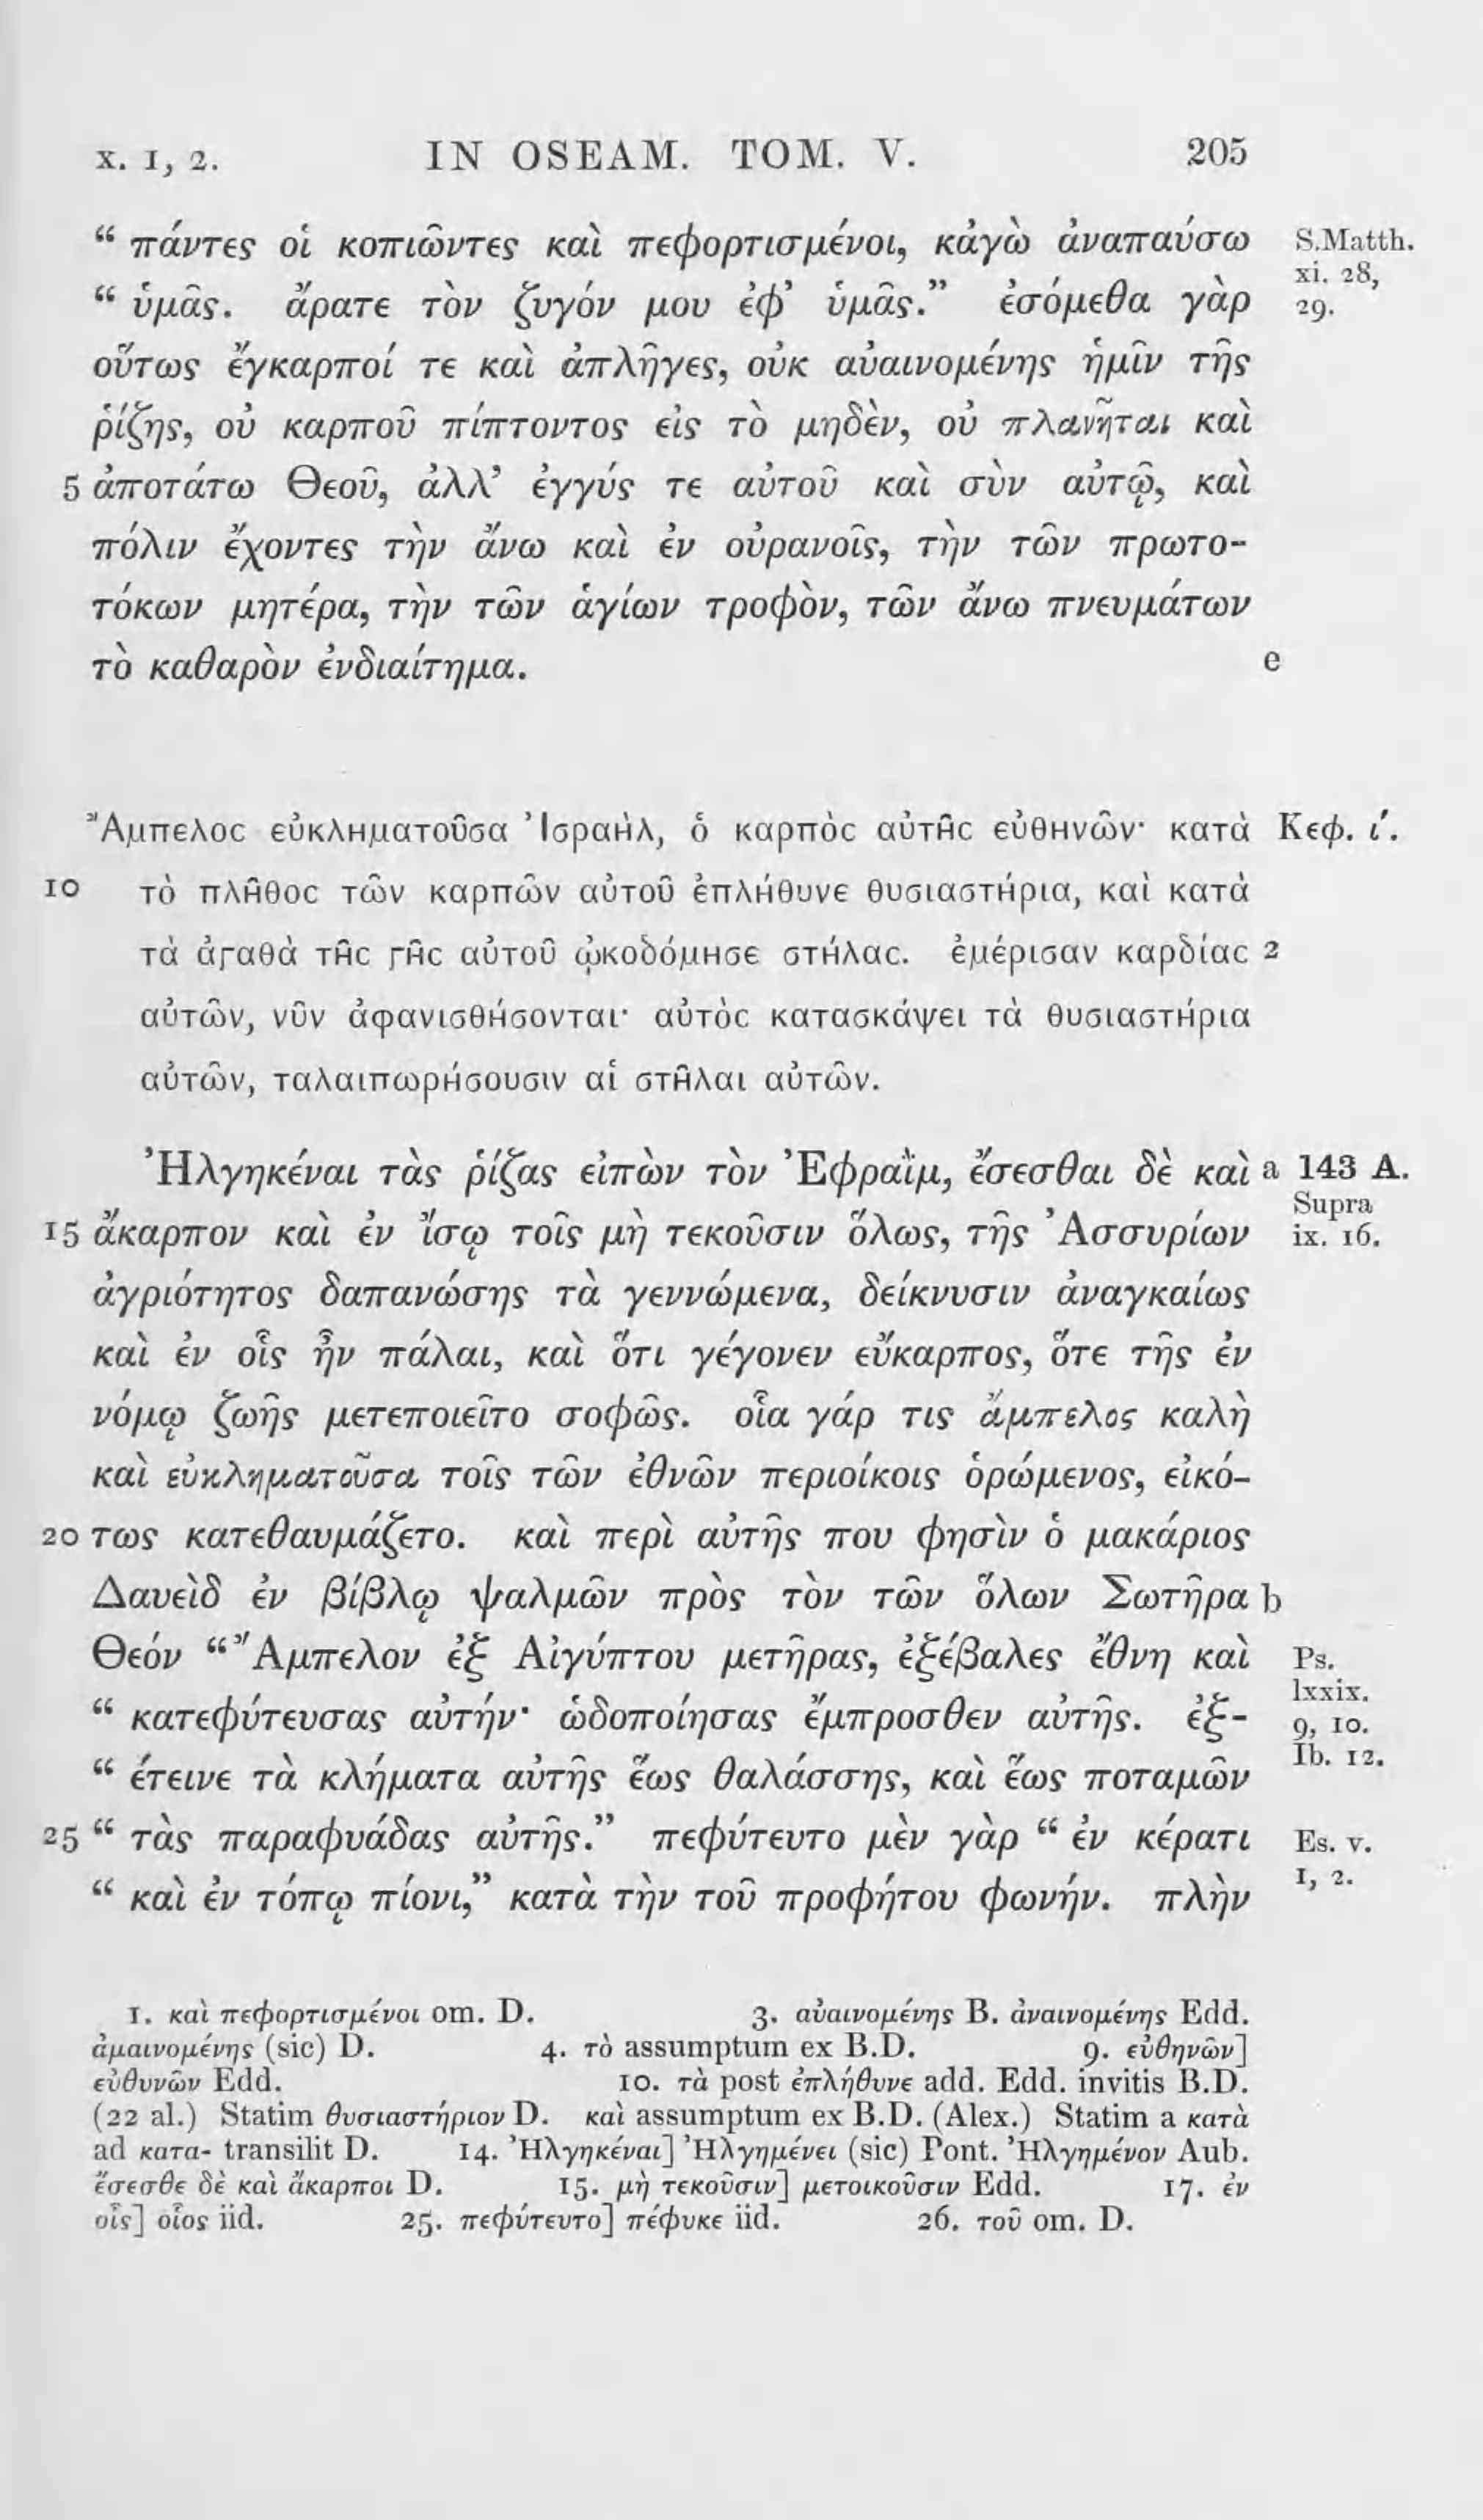 x. 1, 2. IN OSEAM. TOM. V. 205
“ πάντες οἱ κοπιῶντες καὶ πεφορτισμένοι, κἀγὼ ἀναπαύσω S.Matth. xi. 28, 29.
“ ὑμᾶς. ἄρατε τὸν ζυγόν μου ἐφ’ ὑμᾶς.” ἐσόμεθα γὰρ
οὕτως ἔγκαρποί τε καὶ ἀπλῆγες, οὐκ αὐαινομένης ἡμῖν τῆς
ῥίζης, οὐ καρποῦ πίπτοντος εἰς τὸ μηδὲν, οὐ πλανῆται καὶ
5 ἀποτάτω Θεοῦ, ἀλλ’ ἐγγύς τε αὐτοῦ καὶ σὺν αὐτῷ, καὶ
πόλιν ἔχοντες τὴν ἄνω καὶ ἐν οὐρανοῖς, τὴν τῶν πρωτο-
τόκων μητέρα, τὴν τῶν ἁγίων τροφὸν, τῶν ἄνω πνευμάτων
τὸ καθαρὸν ἐνδιαίτημα. e
Ἄμπελος εὐκληματοῦσα Ἰσραὴλ, ὁ καρπὸς αὐτῆς εὐθηνῶν· κατὰ Κεφ. ί.
10 τὸ πλῆθος τῶν καρπῶν αὐτοῦ ἐπλήθυνε θυσιαστήρια, καὶ κατὰ
τὰ ἀγαθὰ τῆς γῆς αὐτοῦ ᾠκοδόμησε στήλας. ἐμέρισαν καρδίας 2
αὐτῶν, νῦν ἀφανισθήσονται· αὐτὸς κατασκάψει τὰ θυσιαστήρια
αὐτῶν, ταλαιπωρήσουσιν αἱ στῆλαι αὐτῶν.
Ἠλγηκέναι τὰς ῥίζας εἰπὼν τὸν Ἐφραῒμ, ἔσεσθαι δὲ καὶ a 143 A.
15 ἄκαρπον καὶ ἐν ἴσῳ τοῖς μὴ τεκοῦσιν ὅλως, τῆς Ἀσσυρίων Supra ix. 16.
ἀγριότητος δαπανώσης τὰ γεννώμενα, δείκνυσιν ἀναγκαίως
καὶ ἐν οἷς ἦν πάλαι, καὶ ὅτι γέγονεν εὔκαρπος, ὅτε τῆς ἐν
νόμῳ ζωῆς μετεποιεῖτο σοφῶς. οἷα γάρ τις ἄμπελος καλὴ
καὶ εὐκληματοῦσα τοῖς τῶν ἐθνῶν περιοίκοις ὁρώμενος, εἰκό-
20 τως κατεθαυμάζετο. καὶ περὶ αὐτῆς που φησὶν ὁ μακάριος
Δαυεὶδ ἐν βίβλῳ ψαλμῶν πρὸς τὸν τῶν ὅλων Σωτῆρα b
Θεόν “Ἄμπελον ἐξ Αἰγύπτου μετῆρας, ἐξέβαλες ἔθνη καὶ Ps. lxxix. 9, 10.
“ κατεφύτευσας αὐτήν· ὡδοποίησας ἔμπροσθεν αὐτῆς. ἐξ-
“ έτεινε τὰ κλήματα αὐτῆς ἕως θαλάσσης, καὶ ἕως ποταμῶν Ib. 12.
25 “ τὰς παραφυάδας αὐτῆς.” πεφύτευτο μὲν γὰρ “ ἐν κέρατι Es. v. 1, 2.
“ καὶ ἐν τόπῳ πίονι,” κατὰ τὴν τοῦ προφήτου φωνήν. πλὴν
1. καὶ πεφορτισμένοι om. D. 3. αὐαινομένης B. ἀναινομένης Edd.
ἀμαινομένης (sic) D. 4. τὸ assumptum ex B.D. 9. εὐθηνῶν]
εὐθυνῶν Edd. 10. τὰ post ἐπλήθυνε add. Edd. invitis B.D.
(22 al.) Statim θυσιαστήριον D. καὶ assumptum ex B.D. (Alex.) Statim a κατὰ
ad κατα- transilit D. 14. Ἠλγηκέναι] Ἠλγημένει (sic) Pont. Ἠλγημένον Aub.
ἔσεσθε δὲ καὶ ἄκαρποι D. 15. μὴ τεκοῦσιν] μετοικοῦσιν Edd. 17. ἐν
οἷς] οἷος iid. 25. πεφύτευτο] πέφυκε iid. 26. τοῦ om. D.